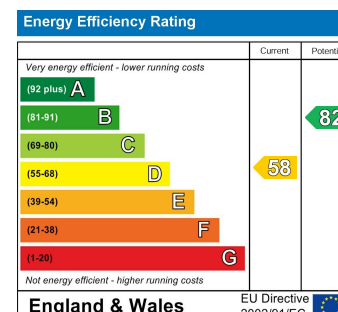 Energy Efficiency Rating
Current
Very energy efficient - lower running costs
(92 plus) A
(81-91) B
82
(69-80) C
(55-68) D
58
(39-54) E
(21-38) F
(1-20) G
Not energy efficient - higher running costs
England & Wales
EU Directive